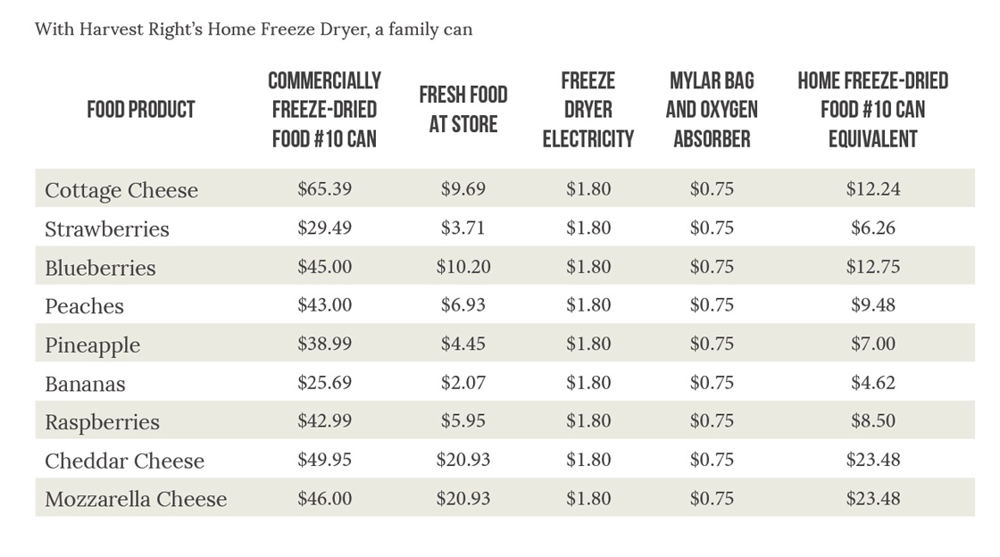 With Harvest Right's Home Freeze Dryer, a family can
FOOD PRODUCT COMMERCIALLY FREEZE-DRIED FOOD #10 CAN FRESH FOOD AT STORE FREEZE DRYER ELECTRICITY MYLAR BAG AND OXYGEN ABSORBER HOME FREEZE-DRIED FOOD #10 CAN EQUIVALENT
Cottage Cheese $65.39 $9.69 $1.80 $0.75 $12.24
Strawberries $29.49 $3.71 $1.80 $0.75 $6.26
Blueberries $45.00 $10.20 $1.80 $0.75 $12.75
Peaches $43.00 $6.93 $1.80 $0.75 $9.48
Pineapple $38.99 $4.45 $1.80 $0.75 $7.00
Bananas $25.69 $2.07 $1.80 $0.75 $4.62
Raspberries $42.99 $5.95 $1.80 $0.75 $8.50
Cheddar Cheese $49.95 $20.93 $1.80 $0.75 $23.48
Mozzarella Cheese $46.00 $20.93 $1.80 $0.75 $23.48